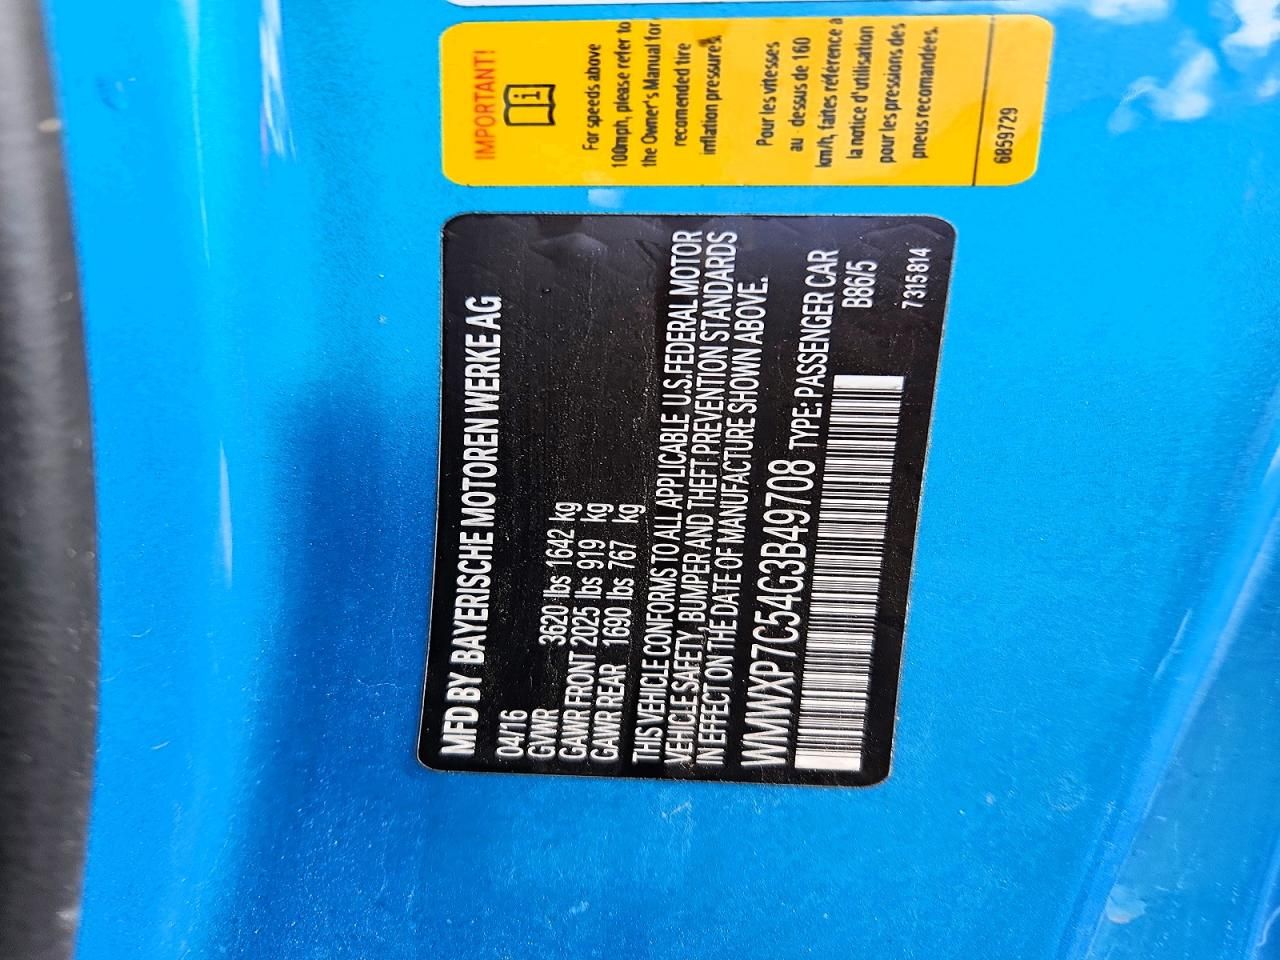 IMPORTANT!
For speeds above
100mph, please refer to
the Owner's Manual for
recomended tire
inflation pressures.
Pour les vitesses
au - dessus de 160
km/h, faites référence a
la notice d'utilisation
pour les pressions des
pneus recomandées.
6859729
MFD BY BAYERISCHE MOTOREN WERKE AG
04/16
GVWR 3620 lbs 1642 kg
GAWR FRONT 2025 lbs 919 kg
GAWR REAR 1690 lbs 767 kg
THIS VEHICLE CONFORMS TO ALL APPLICABLE U.S.FEDERAL MOTOR
VEHICLE SAFETY, BUMPER AND THEFT PREVENTION STANDARDS
IN EFFECT ON THE DATE OF MANUFACTURE SHOWN ABOVE.
WMWXP7C54G3B49708 TYPE: PASSENGER CAR
B86/5
7315814